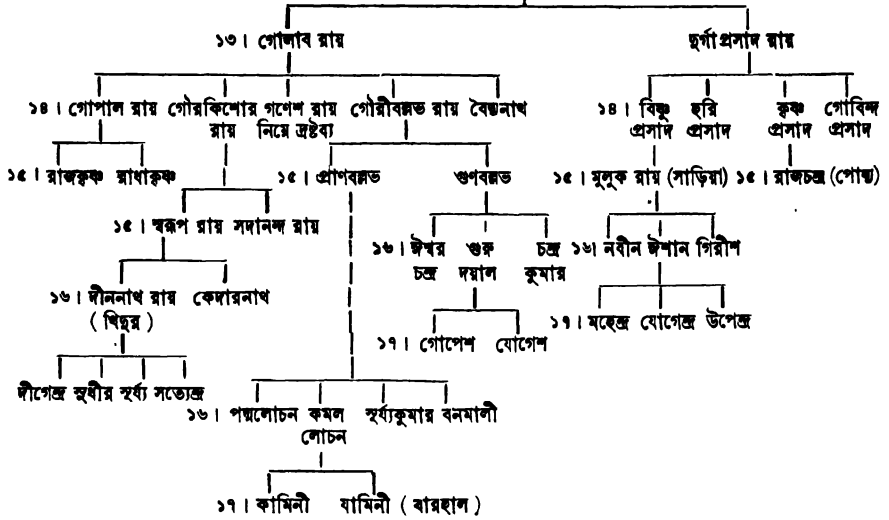 ১৩। গোলাব রায় দুর্গাপ্রসাদ রায়
১৪। গোপাল রায় গৌরকিশোর গণেশ রায় গৌরীবল্লভ রায় বৈদ্যনাথ ১৪। বিষ্ণু হরি কৃষ্ণ গোবিন্দ
রায় নিম্নে দ্রষ্টব্য প্রসাদ প্রসাদ প্রসাদ প্রসাদ
১৫। রাজকৃষ্ণ রাধাকৃষ্ণ ১৫। প্রাণবল্লভ গুণবল্লভ ১৫। মুলুক রায় (সাড়িয়া) ১৫। রাজচন্দ্র (পোষ্য)
১৫। স্বরূপ রায় সদানন্দ রায়
১৬। ঈশ্বর গুরু চন্দ্র ১৬। নবীন ঈশান গিরীশ
চন্দ্র দয়াল কুমার
১৬। দীননাথ রায় কেদারনাথ
(খিদুর)
১৭। মহেন্দ্র যোগেন্দ্র উপেন্দ্র
১৭। গোপেশ যোগেশ
দীগেন্দ্র সুধীর সূর্য্য সত্যেন্দ্র
১৬। পদ্মলোচন কমল সূর্য্যকুমার বনমালী
লোচন
১৭। কামিনী যামিনী (বারহাল)